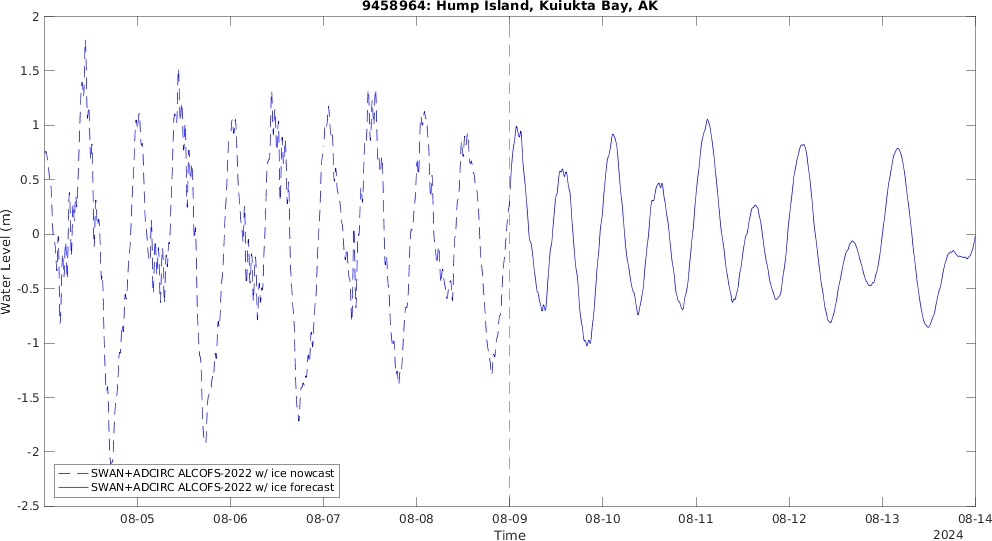 9458964: Hump Island, Kuiukta Bay, AK
2
1.5
1
0.5
0
-0.5
-1
-1.5
-2
-2.5
Water Level (m)
SWAN+ADCIRC ALCOFS-2022 w/ ice nowcast
SWAN+ADCIRC ALCOFS-2022 w/ ice forecast
08-05 08-06 08-07 08-08 08-09 08-10 08-11 08-12 08-13 08-14
Time
2024